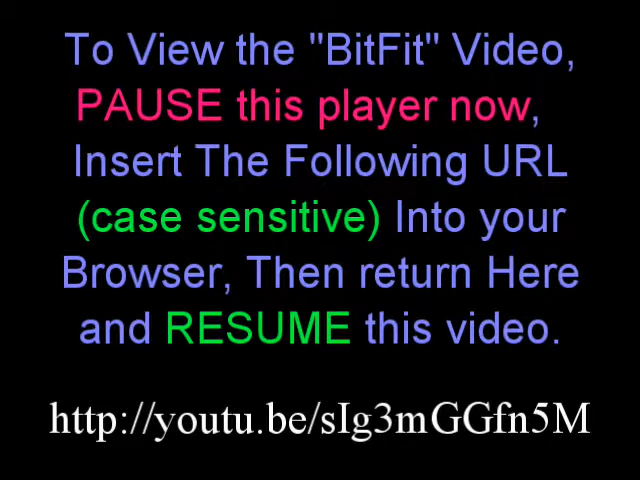 To View the "BitFit" Video,
PAUSE this player now,
Insert The Following URL
(case sensitive) Into your
Browser, Then return Here
and RESUME this video.
http://youtu.be/sIg3mGGfn5M